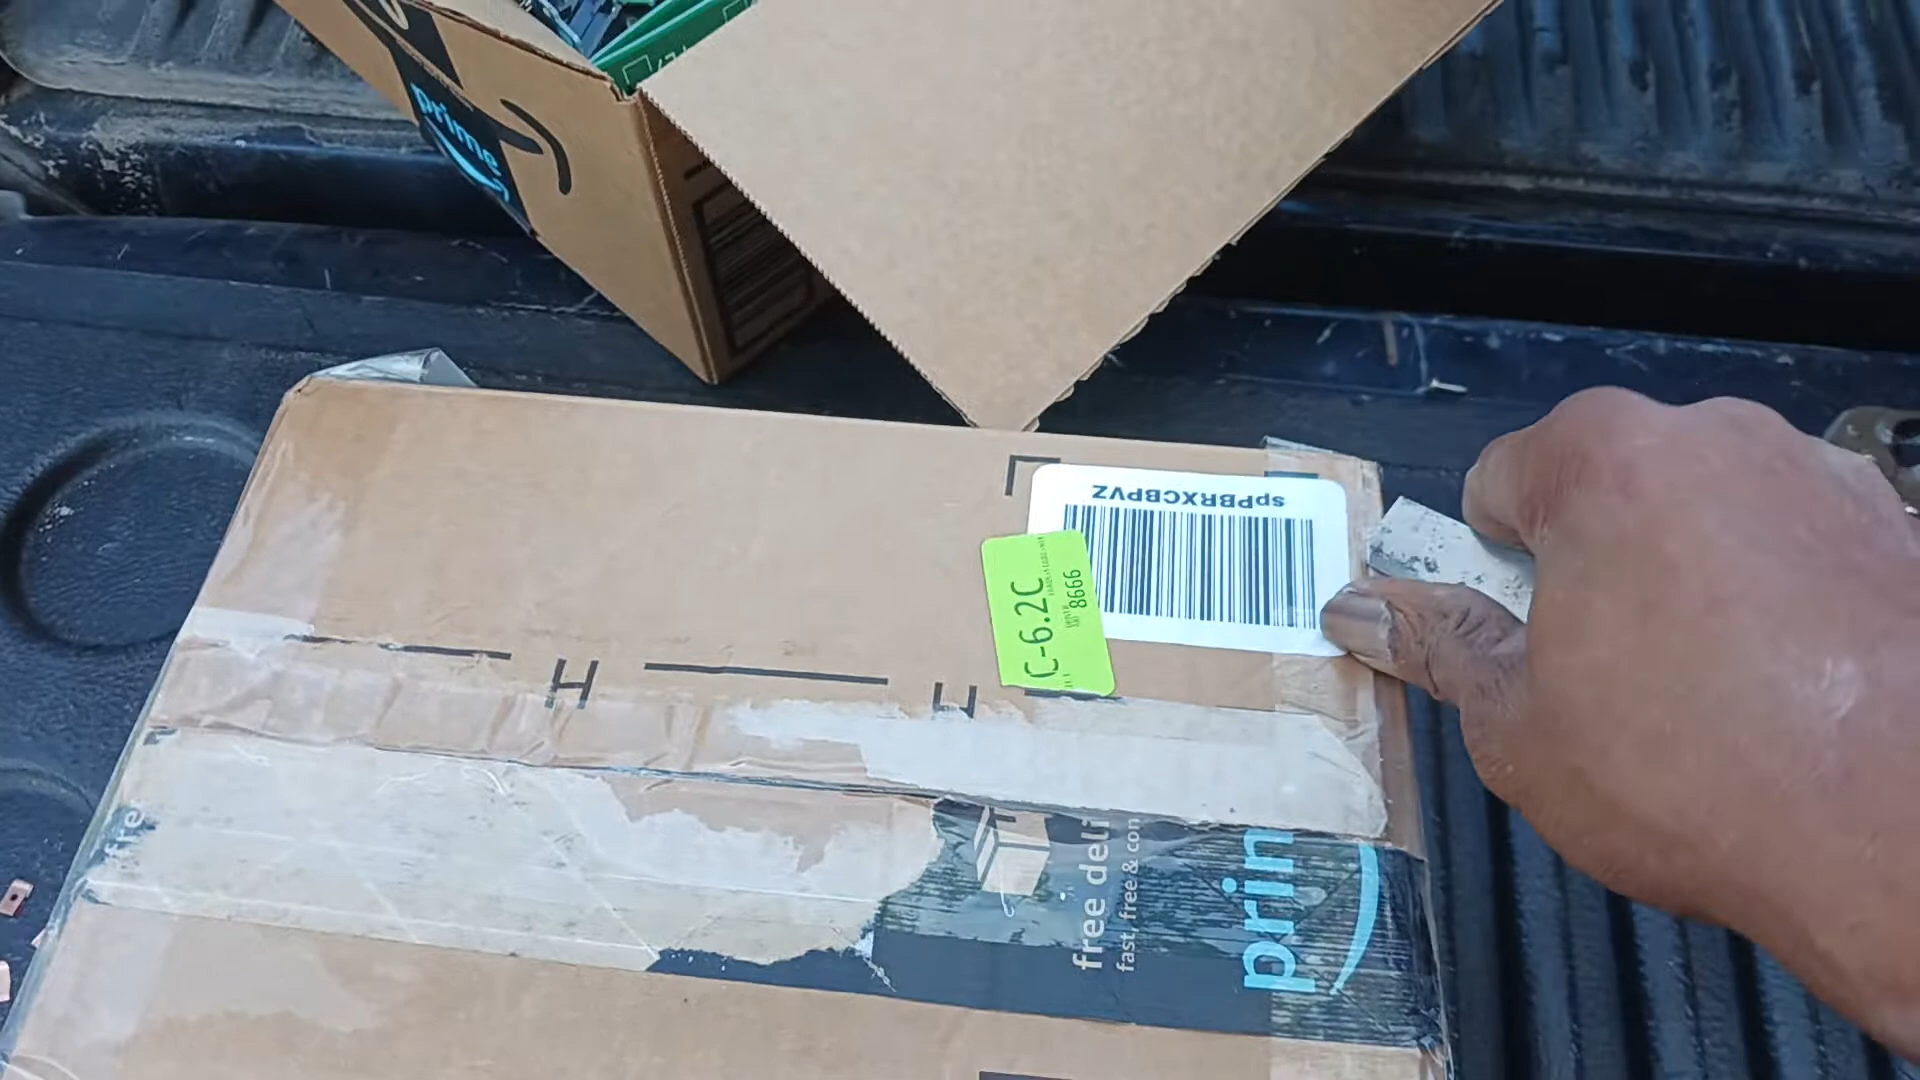 prime
spPBRXCBPVZ
C-6.2C
8666
free deli
fast, free & con
prim
fre